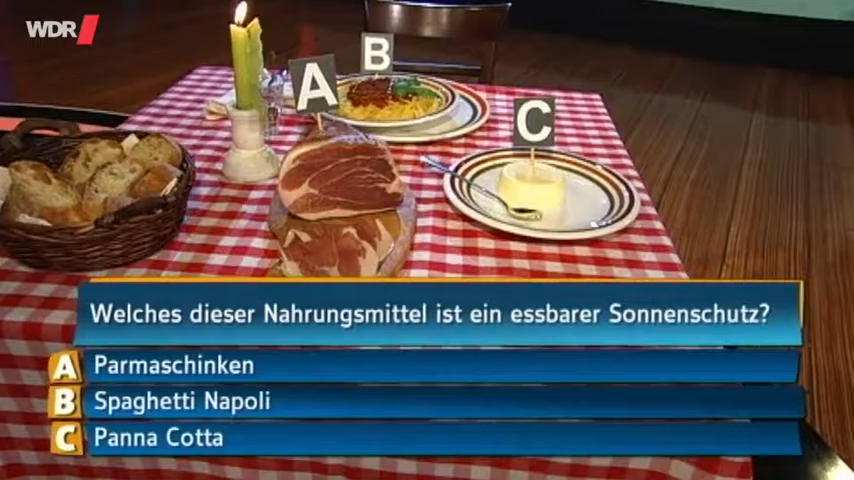 WDR
B
A
C
Welches dieser Nahrungsmittel ist ein essbarer Sonnenschutz?
A Parmaschinken
B Spaghetti Napoli
C Panna Cotta